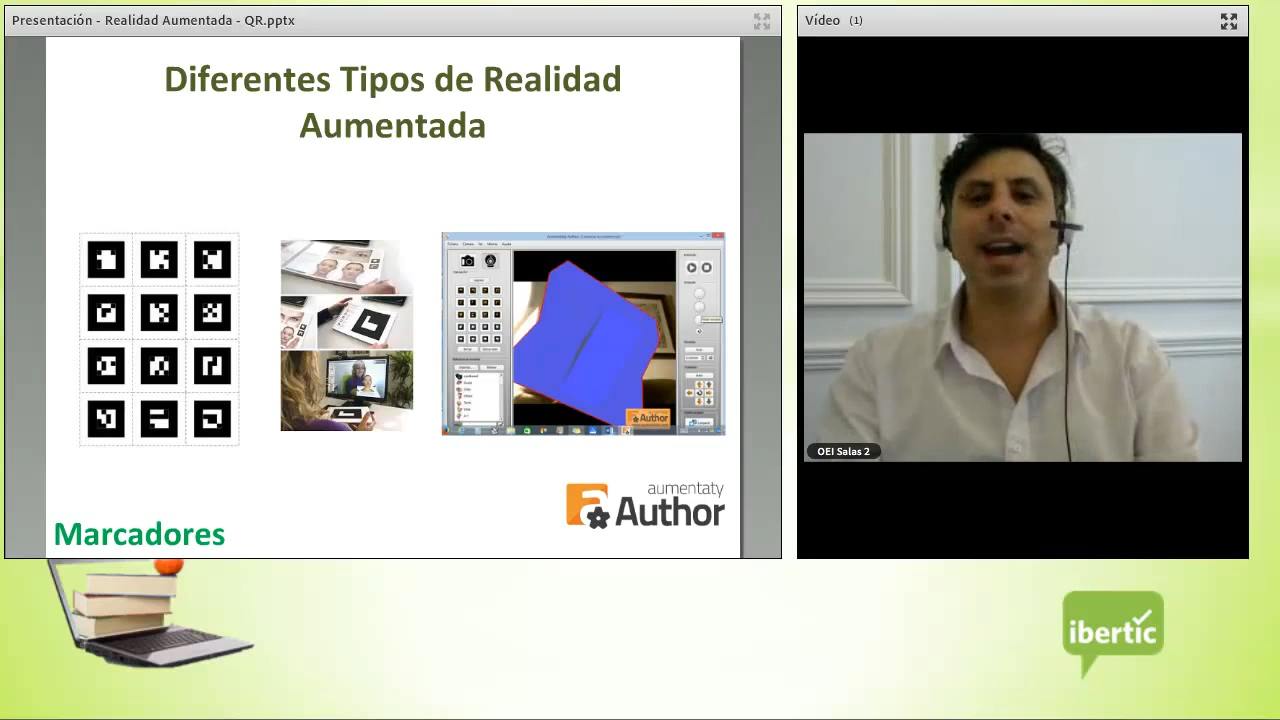 Presentación - Realidad Aumentada - QR.pptx
Diferentes Tipos de Realidad
Aumentada
Author
aumentaty
Author
Marcadores
Vídeo (1)
OEI Salas 2
ibertic